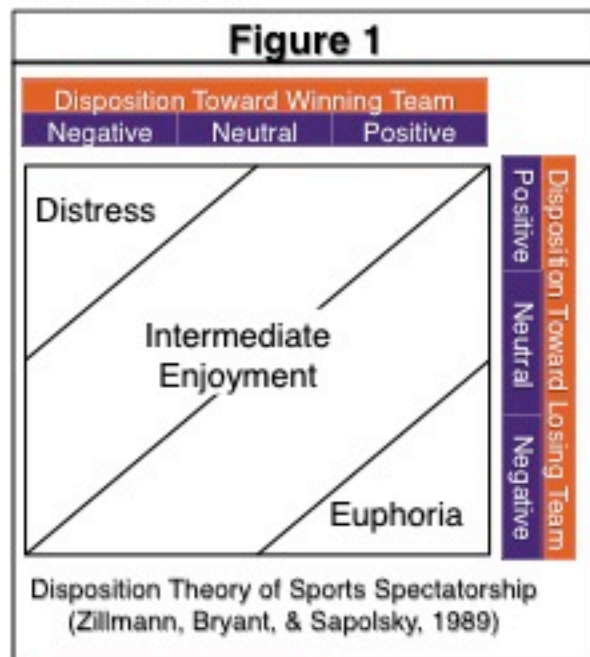 Figure 1
Disposition Toward Winning Team
Negative Neutral Positive
Distress
Intermediate
Enjoyment
Euphoria
Positive Neutral Negative
Disposition Toward Losing Team
Disposition Theory of Sports Spectatorship
(Zillmann, Bryant, & Sapolsky, 1989)